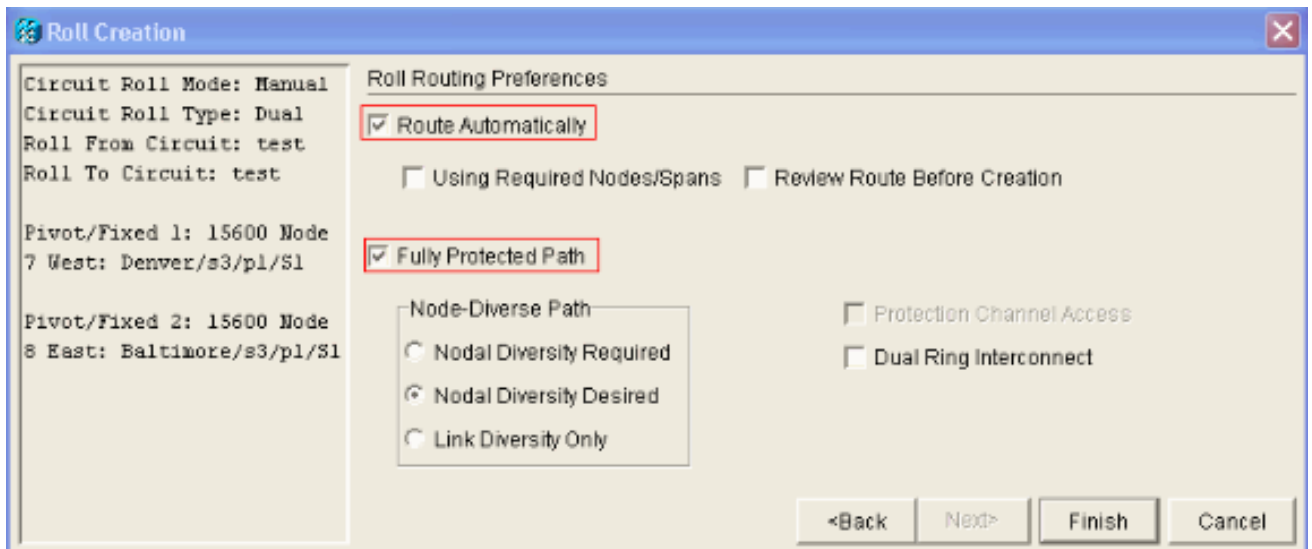 Roll Creation
Circuit Roll Mode: Manual
Circuit Roll Type: Dual
Roll From Circuit: test
Roll To Circuit: test
Pivot/Fixed 1: 15600 Node
7 West: Denver/s3/p1/S1
Pivot/Fixed 2: 15600 Node
8 East: Baltimore/s3/p1/S1
Roll Routing Preferences
Route Automatically
Using Required Nodes/Spans
Review Route Before Creation
Fully Protected Path
Node-Diverse Path
Nodal Diversity Required
Nodal Diversity Desired
Link Diversity Only
Protection Channel Access
Dual Ring Interconnect
<Back
Next>
Finish
Cancel